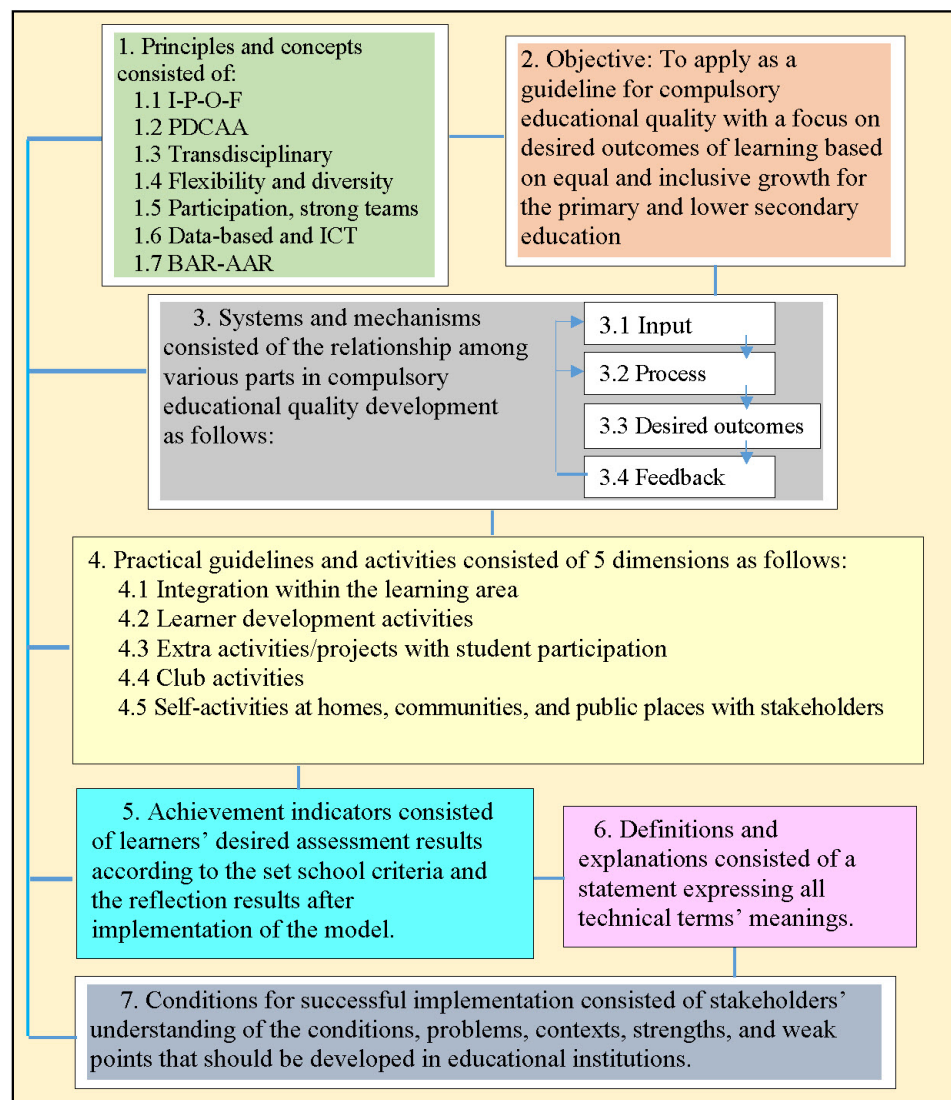 1. Principles and concepts
consisted of:
1.1 I-P-O-F
1.2 PDCAA
1.3 Transdisciplinary
1.4 Flexibility and diversity
1.5 Participation, strong teams
1.6 Data-based and ICT
1.7 BAR-AAR
2. Objective: To apply as a
guideline for compulsory
educational quality with a focus on
desired outcomes of learning based
on equal and inclusive growth for
the primary and lower secondary
education
3. Systems and mechanisms
consisted of the relationship among
various parts in compulsory
educational quality development
as follows:
3.1 Input
3.2 Process
3.3 Desired outcomes
3.4 Feedback
4. Practical guidelines and activities consisted of 5 dimensions as follows:
4.1 Integration within the learning area
4.2 Learner development activities
4.3 Extra activities/projects with student participation
4.4 Club activities
4.5 Self-activities at homes, communities, and public places with stakeholders
5. Achievement indicators consisted
of learners’ desired assessment results
according to the set school criteria and
the reflection results after
implementation of the model.
6. Definitions and
explanations consisted of a
statement expressing all
technical terms’ meanings.
7. Conditions for successful implementation consisted of stakeholders’
understanding of the conditions, problems, contexts, strengths, and weak
points that should be developed in educational institutions.